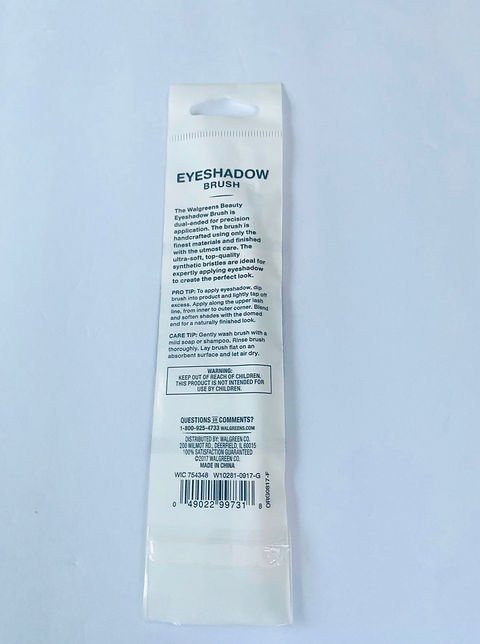 EYESHADOW
BRUSH
The Walgreens Beauty
Eyeshadow Brush is
dual-ended for precision
application. The brush is
handcrafted using only the
finest materials and finished
with the utmost care. The
ultra-soft, top-quality
synthetic bristles are ideal for
expertly applying eyeshadow
to create the perfect look.
PRO TIP: To apply eyeshadow, dip
brush into product and lightly tap off
excess. Apply along the upper lash
line, from inner to outer corner. Blend
and soften shades with the domed
end for a naturally finished look.
CARE TIP: Gently wash brush with a
mild soap or shampoo. Rinse brush
thoroughly. Lay brush flat on an
absorbent surface and let air dry.
WARNING:
KEEP OUT OF REACH OF CHILDREN.
THIS PRODUCT IS NOT INTENDED FOR
USE BY CHILDREN.
QUESTIONS OR COMMENTS?
1-800-925-4733 WALGREENS.COM
DISTRIBUTED BY: WALGREEN CO.
200 WILMOT RD., DEERFIELD, IL 60015
100% SATISFACTION GUARANTEED
©2017 WALGREEN CO.
MADE IN CHINA
WIC 754348 W10281-0917-G
0 49022 99731 8
ORG0817-F